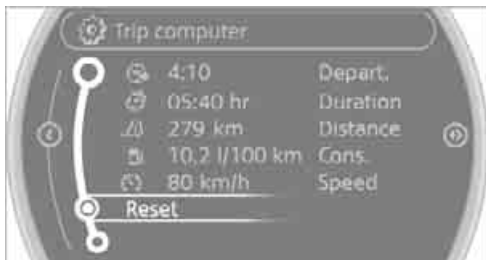 Trip computer
4:10 Depart.
05:40 hr Duration
279 km Distance
10,2 l/100 km Cons.
80 km/h Speed
Reset